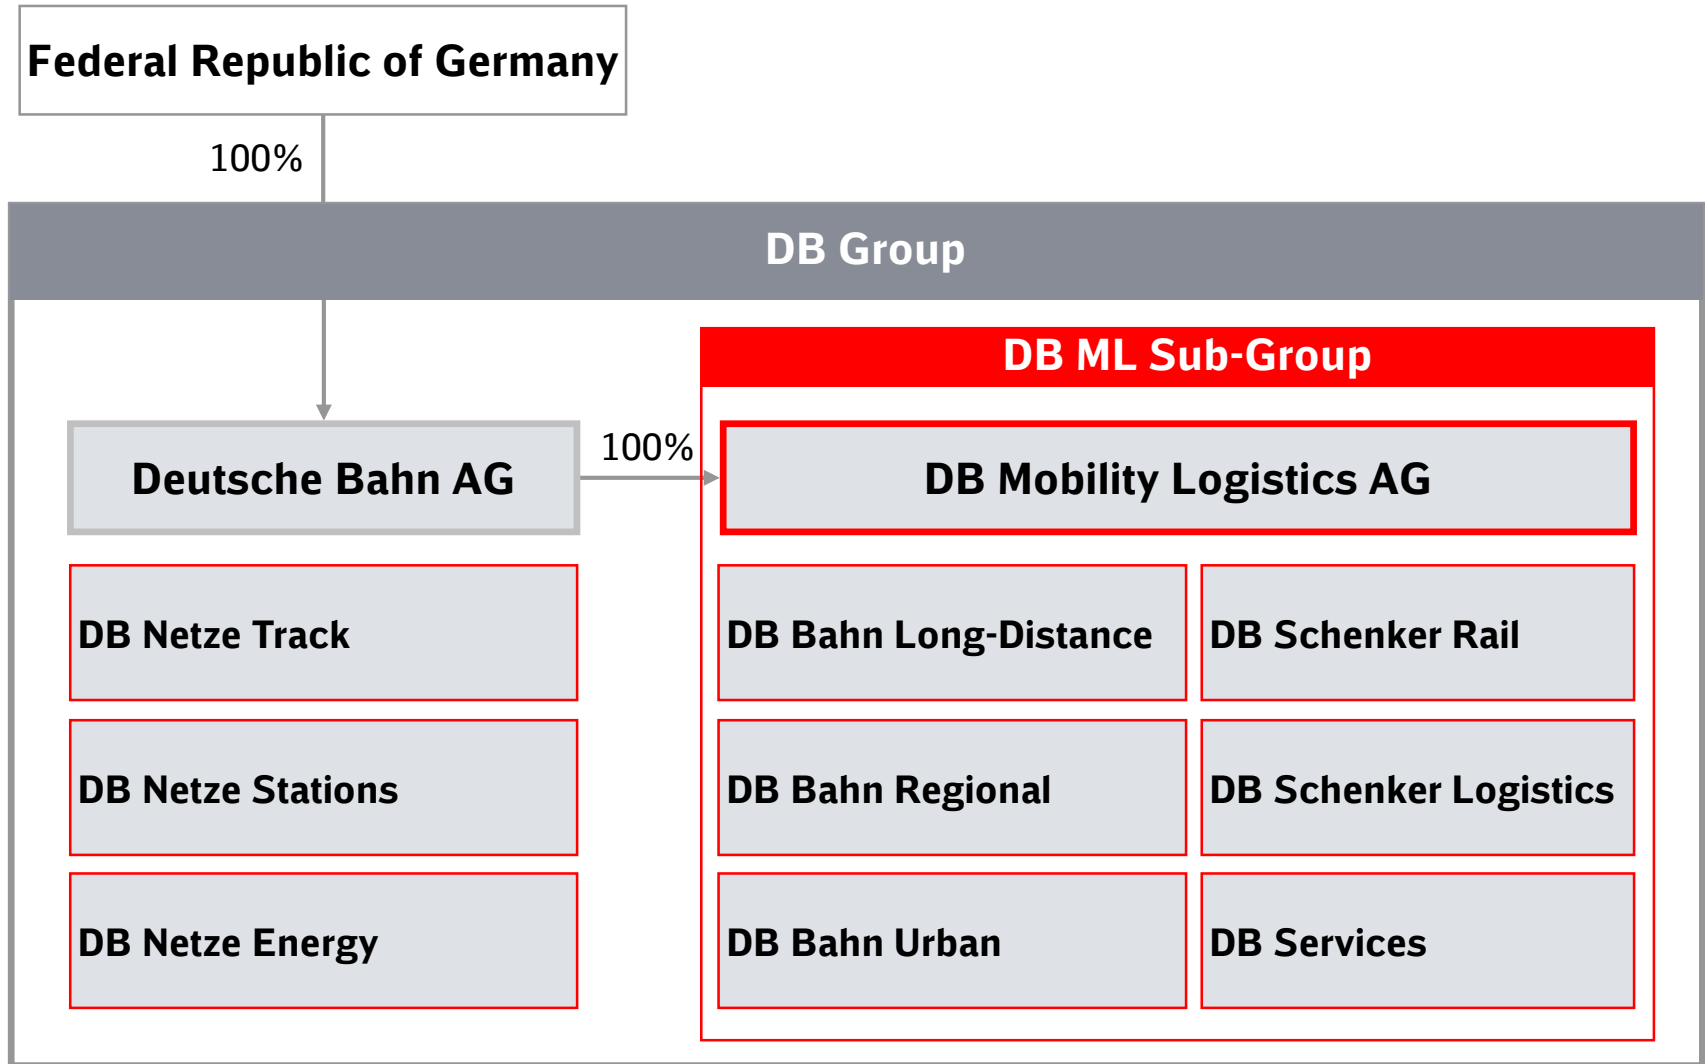 Federal Republic of Germany
100%
DB Group
DB ML Sub-Group
Deutsche Bahn AG
100%
DB Mobility Logistics AG
DB Netze Track
DB Bahn Long-Distance
DB Schenker Rail
DB Netze Stations
DB Bahn Regional
DB Schenker Logistics
DB Netze Energy
DB Bahn Urban
DB Services